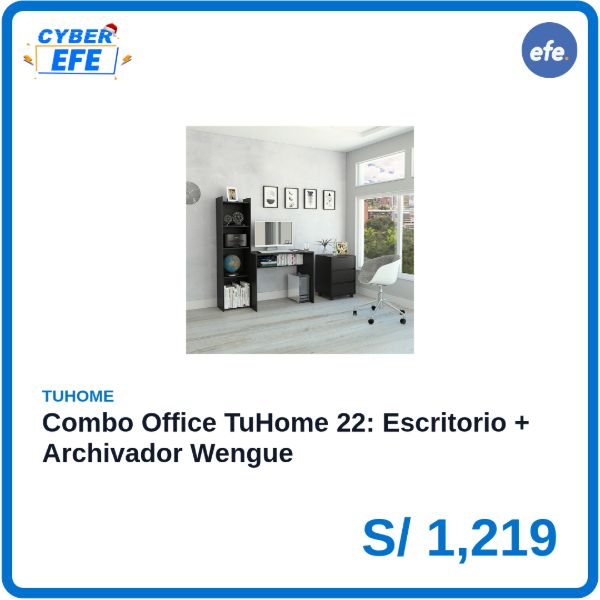 CYBER
EFE
efe.
TUHOME
Combo Office TuHome 22: Escritorio +
Archivador Wengue
S/ 1,219